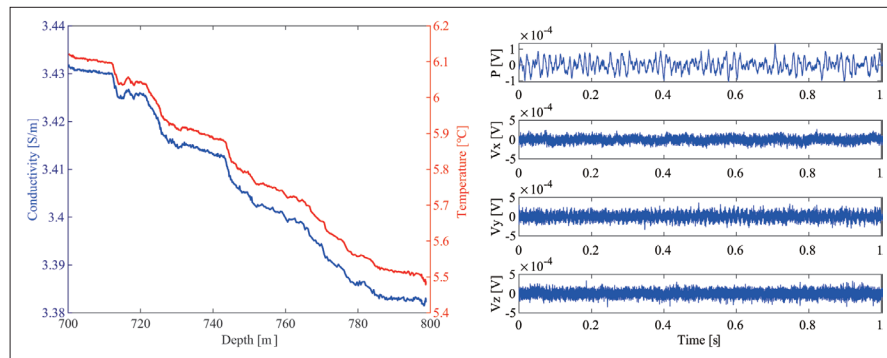 3.44
3.43
3.42
3.41
3.4
3.39
3.38
Conductivity [S/m]
6.2
6.1
6
5.9
5.8
5.7
5.6
5.5
5.4
Temperature [°C]
700 720 740 760 780 800
Depth [m]
×10⁻⁴
1
0
-1
P [V]
0 0.2 0.4 0.6 0.8 1
×10⁻⁴
5
0
-5
Vx [V]
0 0.2 0.4 0.6 0.8 1
×10⁻⁴
5
0
-5
Vy [V]
0 0.2 0.4 0.6 0.8 1
×10⁻⁴
5
0
-5
Vz [V]
0 0.2 0.4 0.6 0.8 1
Time [s]